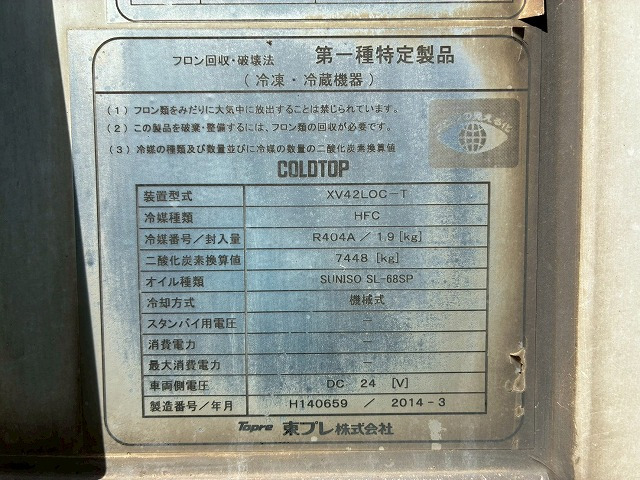 フロン回収・破壊法 第一種特定製品
（冷凍・冷蔵機器）
（1）フロン類をみだりに大気中に放出することは禁じられています。
（2）この製品を破棄・整備するには、フロン類の回収が必要です。
（3）冷媒の種類及び数量並びに冷媒の数量の二酸化炭素換算値
の見える化
COLDTOP
装置型式 XV42LOC-T
冷媒種類 HFC
冷媒番号／封入量 R404A ／ 1.9 [kg]
二酸化炭素換算値 7448 [kg]
オイル種類 SUNISO SL-68SP
冷却方式 機械式
スタンバイ用電圧 —
消費電力 —
最大消費電力 —
車両側電圧 DC 24 [V]
製造番号／年月 H140659 ／ 2014-3
Topre 東プレ株式会社